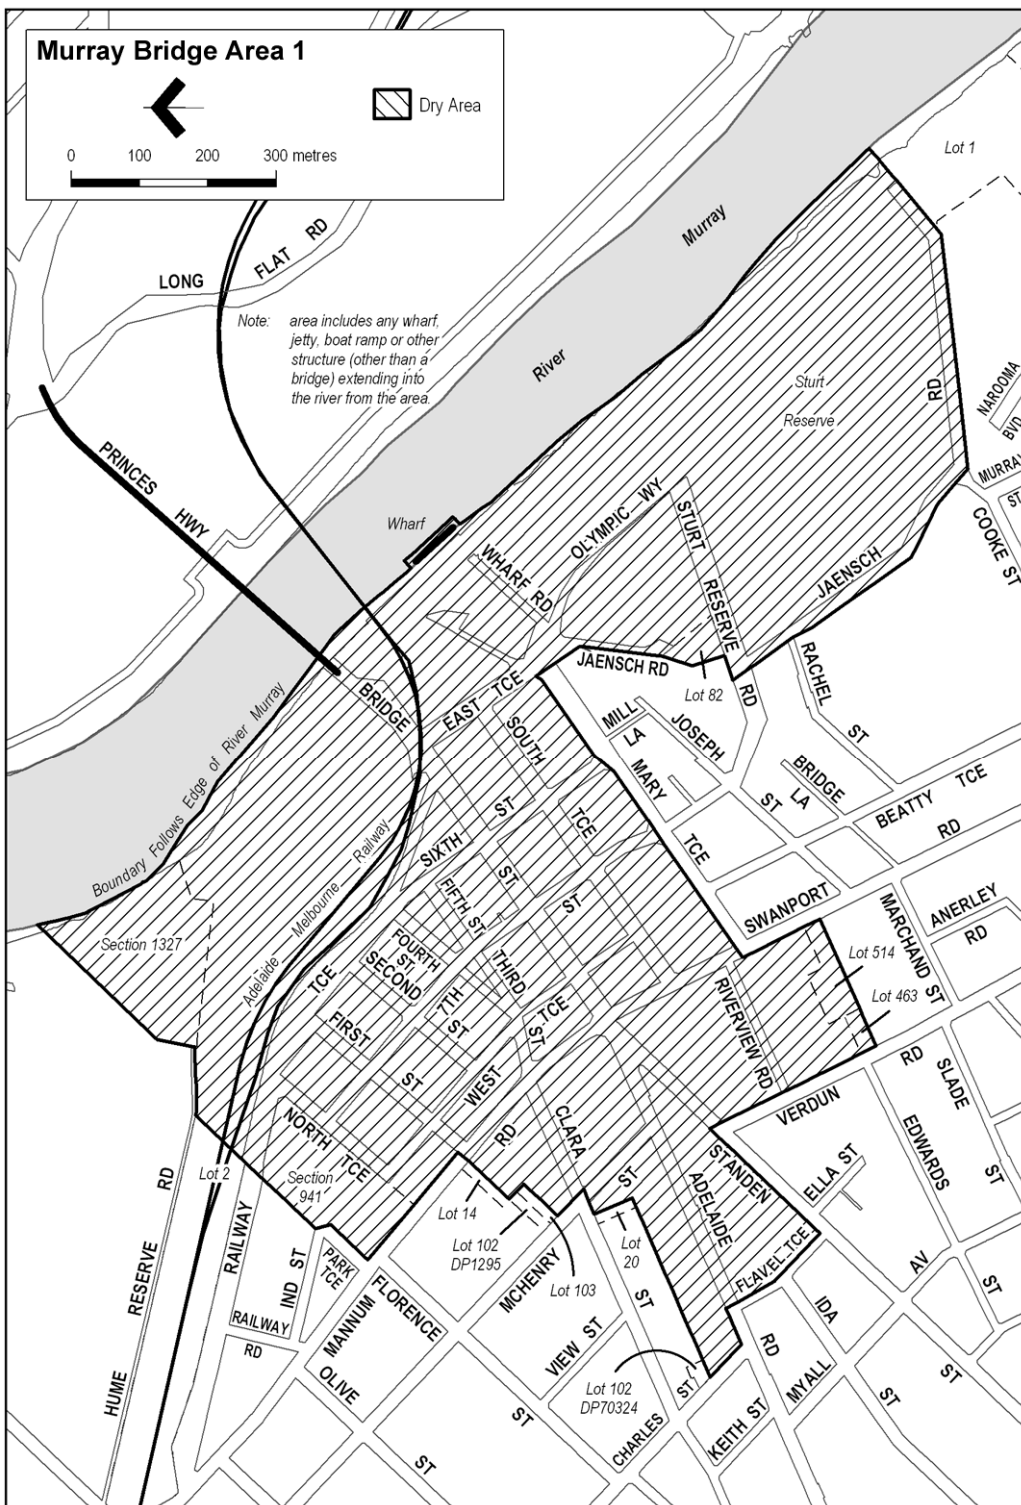 Murray Bridge Area 1
Dry Area
0 100 200 300 metres
Lot 1
Murray
LONG FLAT RD
Note: area includes any wharf,
jetty, boat ramp or other
structure (other than a
bridge) extending into
the river from the area.
River
Sturt
Reserve
RD
NAROOMA
BVD
MURRAY
ST
COOKE ST
PRINCES
HWY
Wharf
WHARF RD
OLYMPIC WY
STURT
RESERVE
RD
JAENSCH
JAENSCH RD
Lot 82
RACHEL
ST
BRIDGE
EAST TCE
Boundary Follows Edge of River Murray
SOUTH
TCE
MILL
LA
JOSEPH
ST
MARY
TCE
BRIDGE
LA
BEATTY TCE
RD
SWANPORT
Adelaide Melbourne Railway
SIXTH
ST
FIFTH ST
ST
ST
FOURTH
ST
SECOND
THIRD
ST
7TH
ST
FIRST
ST
TCE
WEST
TCE
Section 1327
MARCHAND ST
ANERLEY
RD
Lot 514
Lot 463
RIVERVIEW RD
VERDUN
RD
SLADE
ST
EDWARDS
AV
ST
NORTH TCE
RD
CLARA
ST
STANDEN
ELLA ST
ADELAIDE
RD
FLAVEL TCE
Lot 2
Section
941
Lot 14
Lot 102
DP1295
Lot 103
Lot
20
HUME RESERVE RD
RAILWAY
IND ST
RAILWAY
RD
PARK
TCE
MANNUM
FLORENCE
ST
MCHENRY
ST
VIEW ST
OLIVE
ST
Lot 102
DP70324
CHARLES
ST
KEITH ST
MYALL
IDA
ST
ST